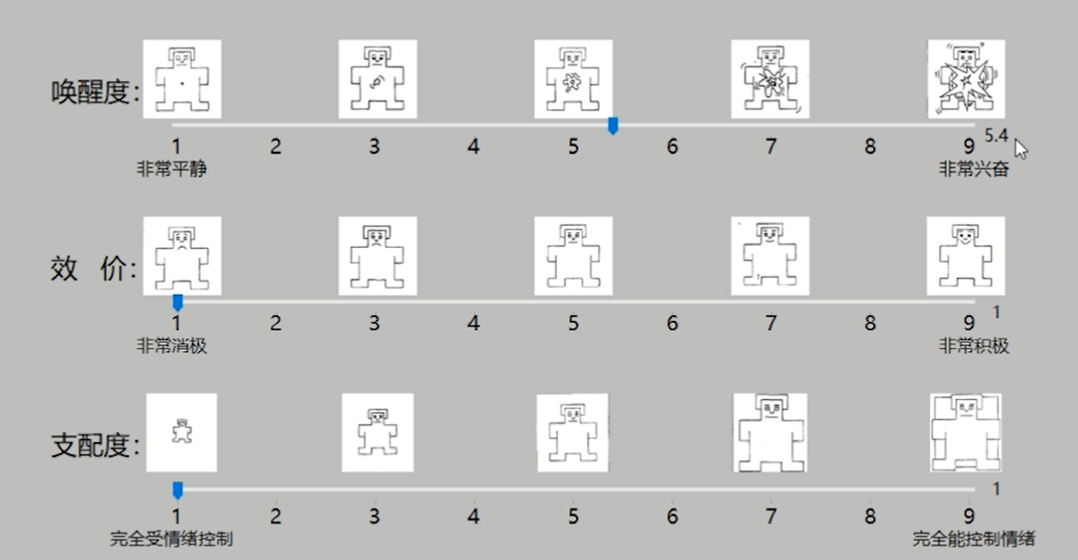 唤醒度：
1 2 3 4 5 6 7 8 9 5.4
非常平静 非常兴奋
效 价：
1 2 3 4 5 6 7 8 9 1
非常消极 非常积极
支配度：
1
1 2 3 4 5 6 7 8 9
完全受情绪控制 完全能控制情绪